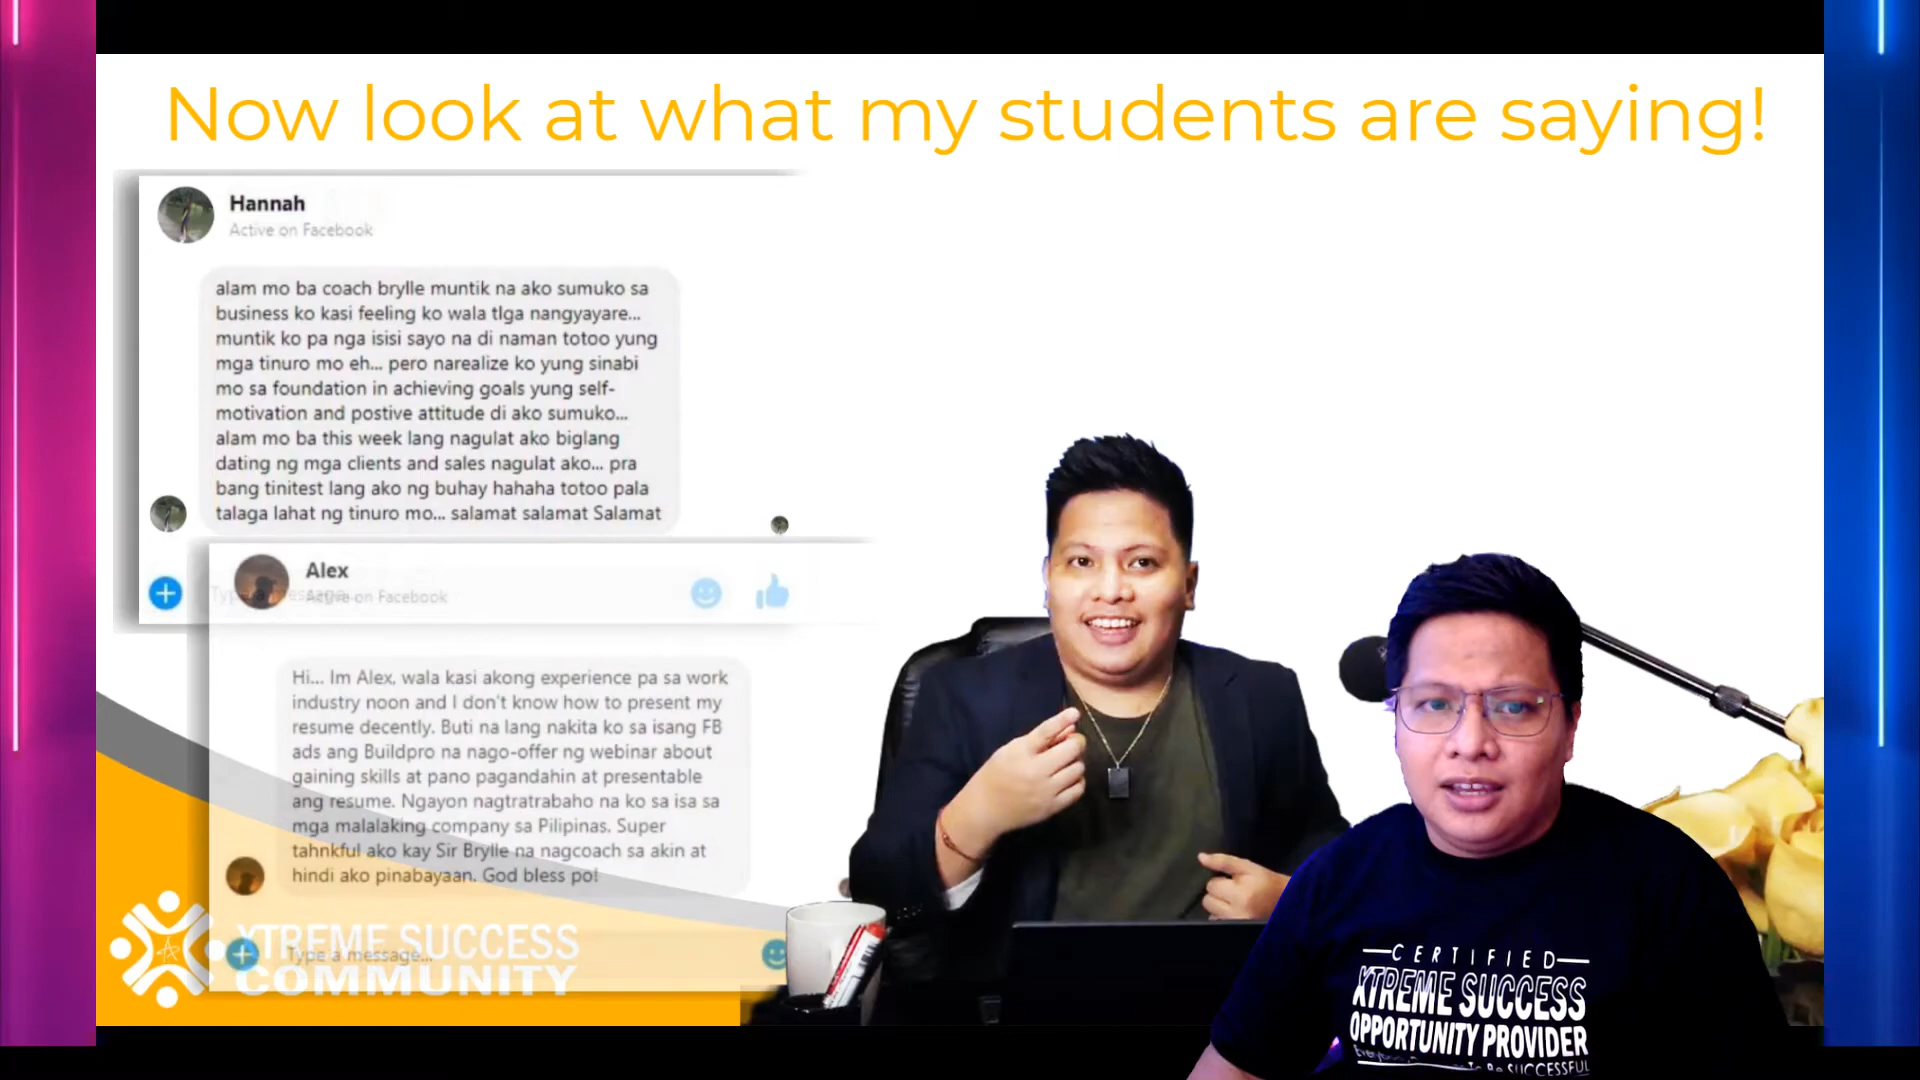 Now look at what my students are saying!
Hannah
Active on Facebook
alam mo ba coach brylle muntik na ako sumuko sa
business ko kasi feeling ko wala tlga nangyayare...
muntik ko pa nga isisi sayo na di naman totoo yung
mga tinuro mo eh... pero narealize ko yung sinabi
mo sa foundation in achieving goals yung self-
motivation and postive attitude di ako sumuko...
alam mo ba this week lang nagulat ako biglang
dating ng mga clients and sales nagulat ako... pra
bang tinitest lang ako ng buhay hahaha totoo pala
talaga lahat ng tinuro mo... salamat salamat Salamat
Type a message...
Alex
Active on Facebook
Hi... Im Alex, wala kasi akong experience pa sa work
industry noon and I don't know how to present my
resume decently. Buti na lang nakita ko sa isang FB
ads ang Buildpro na nago-offer ng webinar about
gaining skills at pano pagandahin at presentable
ang resume. Ngayon nagtratrabaho na ko sa isa sa
mga malalaking company sa Pilipinas. Super
tahnkful ako kay Sir Brylle na nagcoach sa akin at
hindi ako pinabayaan. God bless po!
Type a message...
XTREME SUCCESS
COMMUNITY
CERTIFIED
XTREME SUCCESS
OPPORTUNITY PROVIDER
To Be SUCCESSFUL